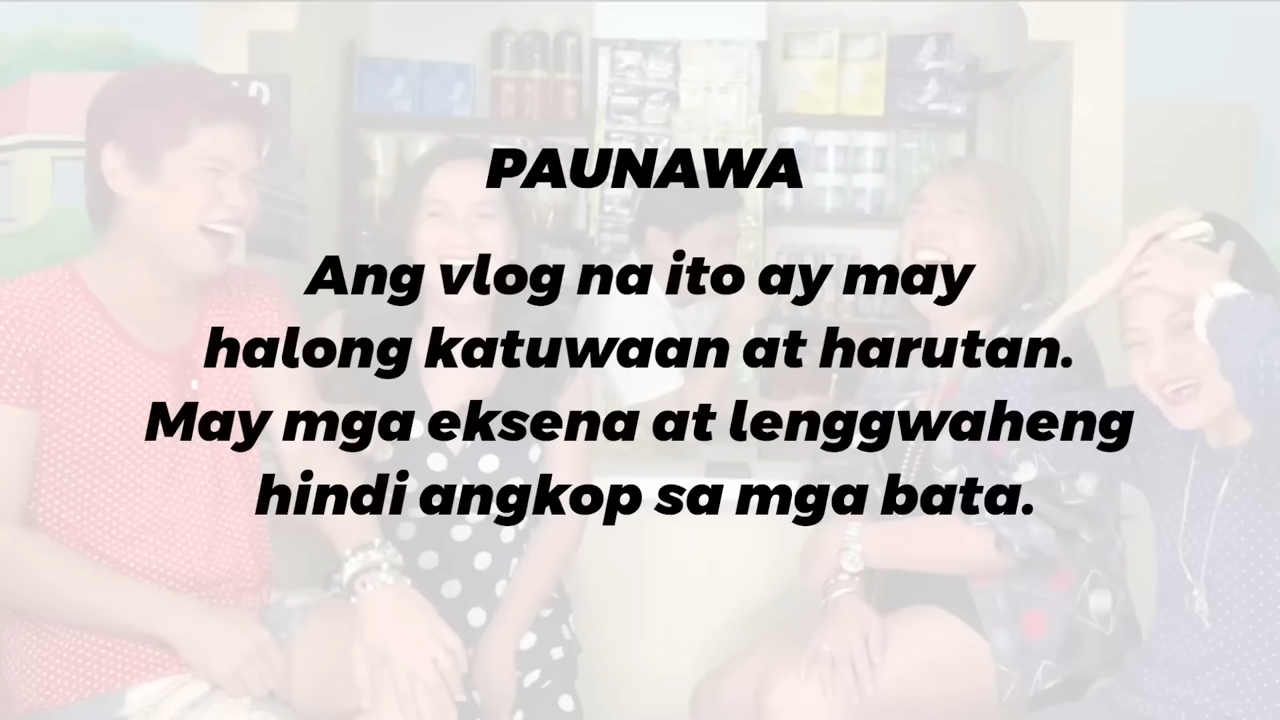 PAUNAWA
Ang vlog na ito ay may
halong katuwaan at harutan.
May mga eksena at lenggwaheng
hindi angkop sa mga bata.